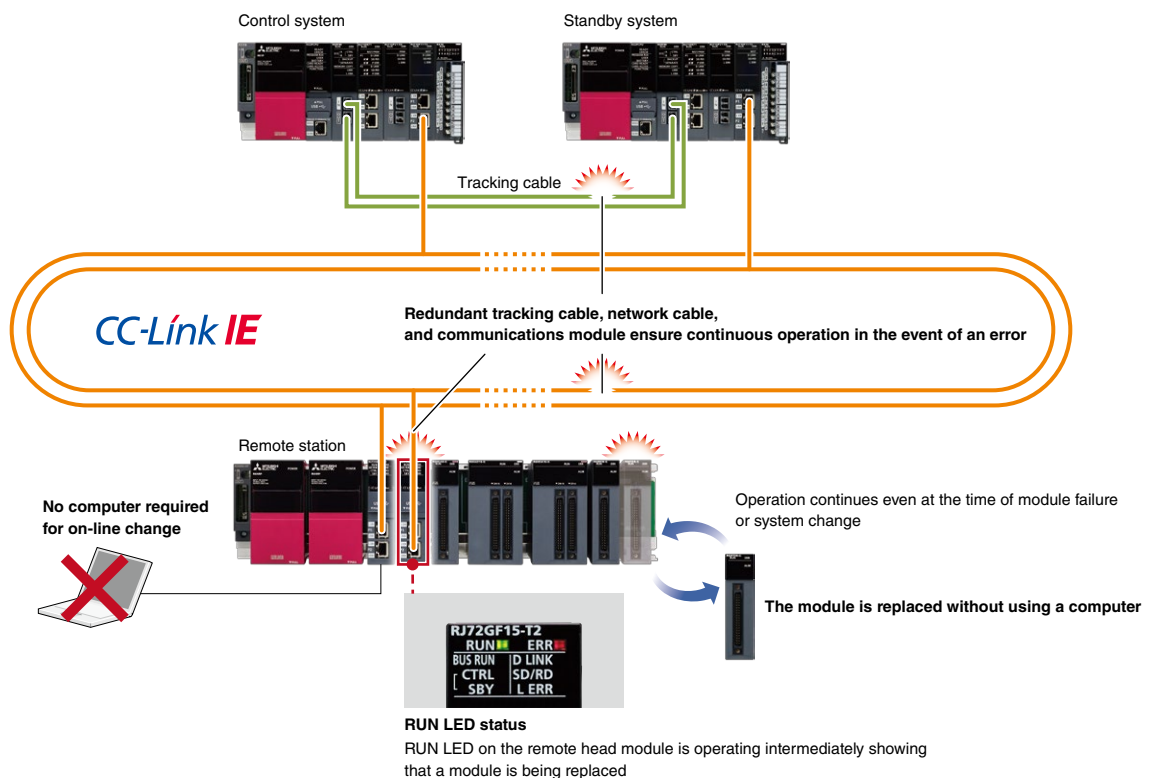 Control system
Standby system
Tracking cable
CC-Link IE
Redundant tracking cable, network cable,
and communications module ensure continuous operation in the event of an error
Remote station
No computer required
for on-line change
Operation continues even at the time of module failure
or system change
The module is replaced without using a computer
RJ72GF15-T2
RUN ERR
BUS RUN D LINK
CTRL SD/RD
SBY L ERR
RUN LED status
RUN LED on the remote head module is operating intermediately showing
that a module is being replaced